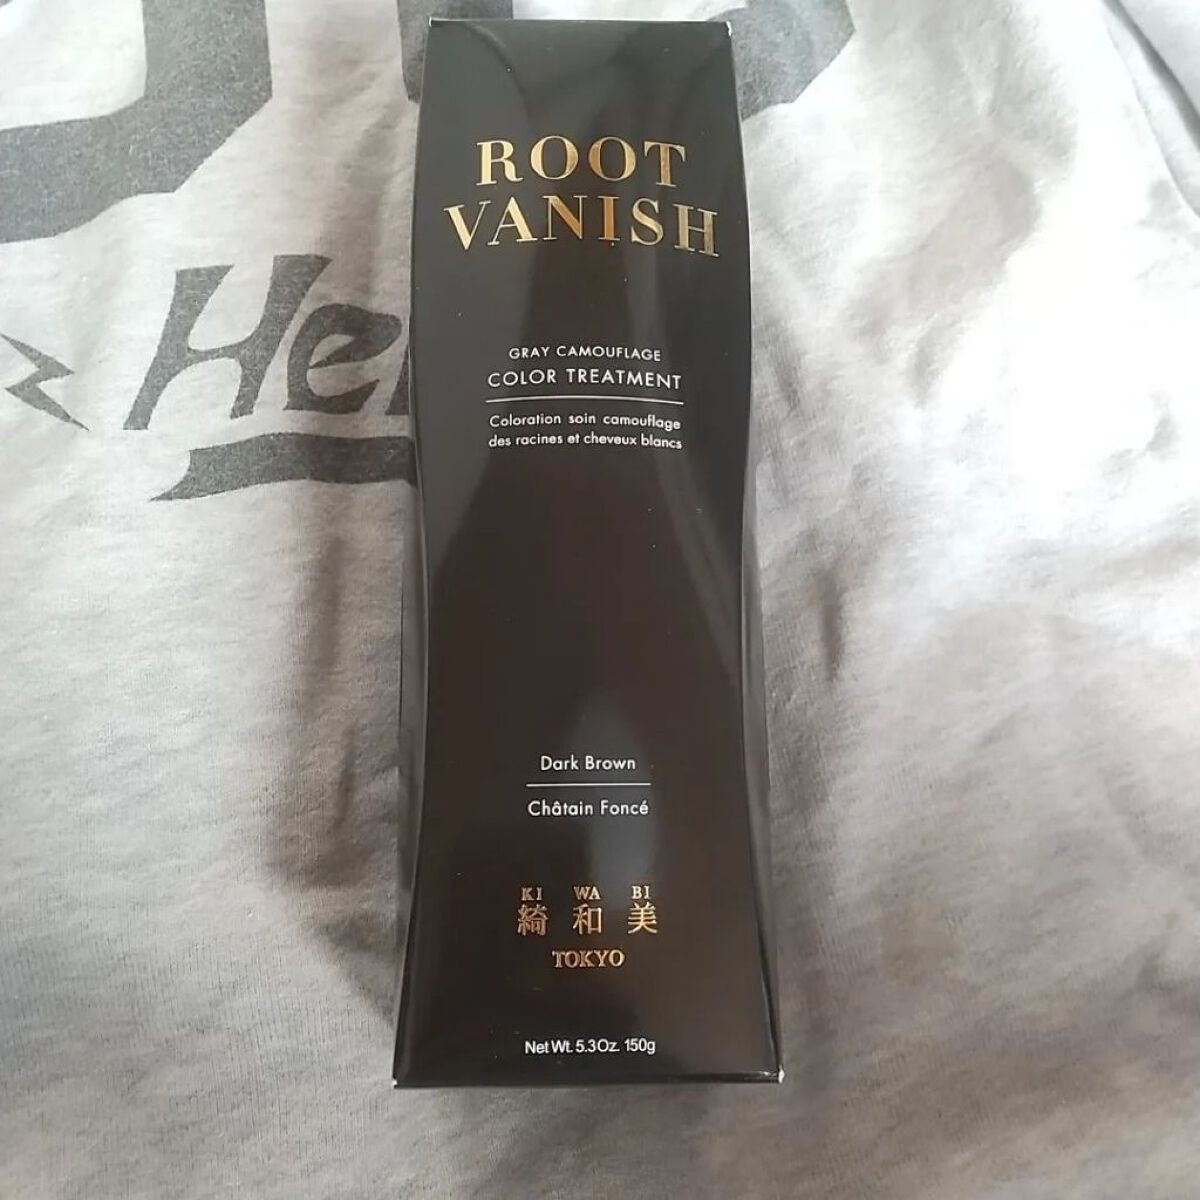 ROOT
VANISH
GRAY CAMOUFLAGE
COLOR TREATMENT
Coloration soin camouflage
des racines et cheveux blancs
Dark Brown
Châtain Foncé
KI WA BI
綺和美
TOKYO
Net Wt. 5.3Oz. 150g